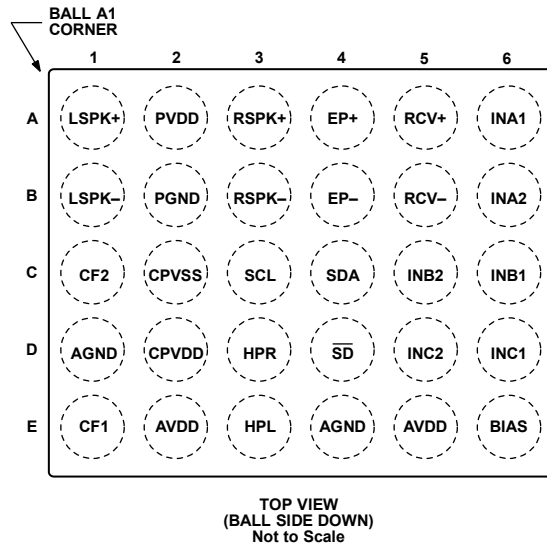 BALL A1
CORNER
1 2 3 4 5 6
A LSPK+ PVDD RSPK+ EP+ RCV+ INA1
B LSPK– PGND RSPK– EP– RCV– INA2
C CF2 CPVSS SCL SDA INB2 INB1
D AGND CPVDD HPR S̅D̅ INC2 INC1
E CF1 AVDD HPL AGND AVDD BIAS
TOP VIEW
(BALL SIDE DOWN)
Not to Scale